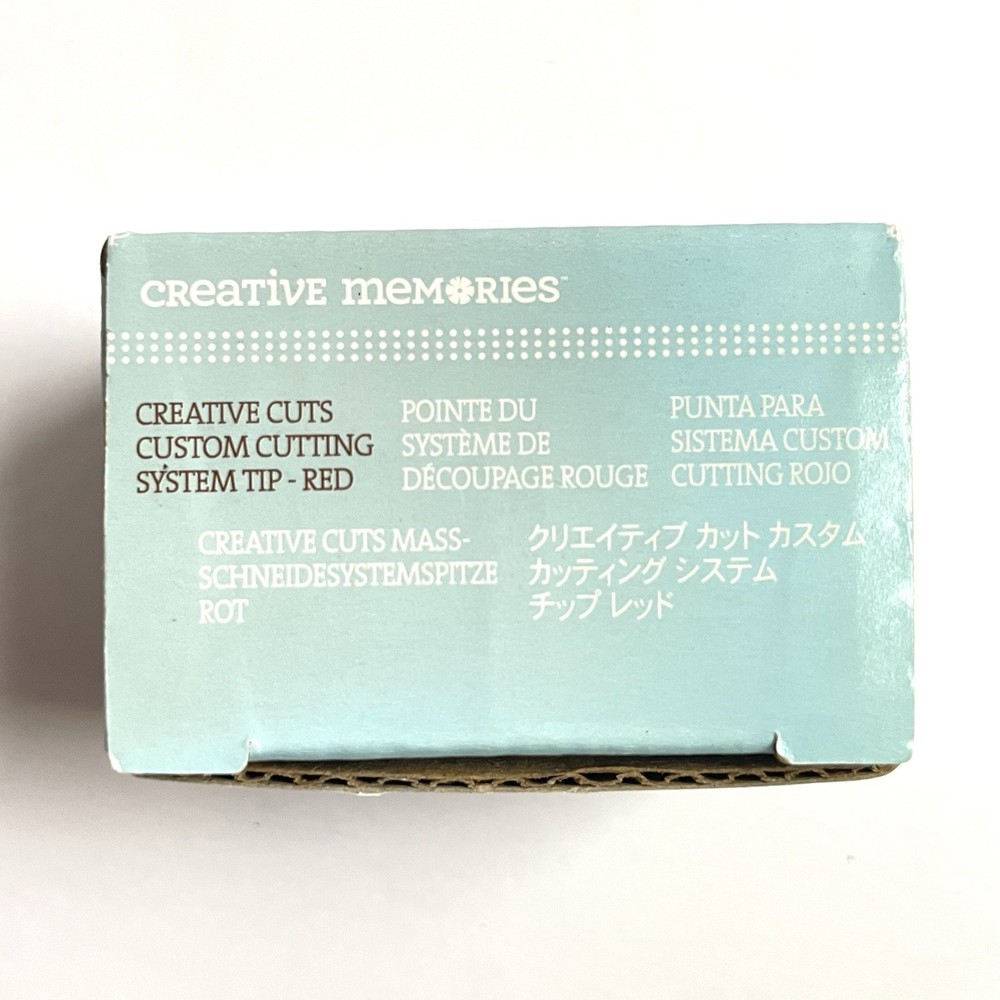 CREATIVE MEMORIES™
CREATIVE CUTS
CUSTOM CUTTING
SYSTEM TIP - RED
POINTE DU
SYSTÈME DE
DÉCOUPAGE ROUGE
PUNTA PARA
SISTEMA CUSTOM
CUTTING ROJO
CREATIVE CUTS MASS-
SCHNEIDESYSTEMSPITZE
ROT
クリエイティブ カット カスタム
カッティング システム
チップ レッド